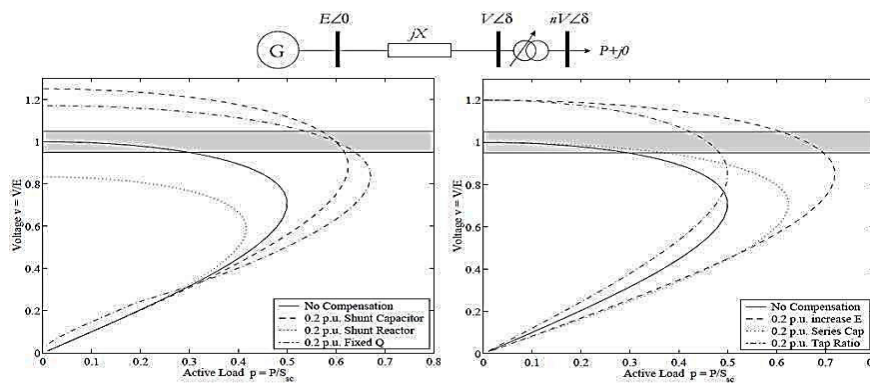 E∠0
jX
V∠δ
nV∠δ
G
P+j0
Voltage v = V/E
1.2
1
0.8
0.6
0.4
0.2
0
No Compensation
0.2 p.u. Shunt Capacitor
0.2 p.u. Shunt Reactor
0.2 p.u. Fixed Q
0 0.1 0.2 0.3 0.4 0.5 0.6 0.7 0.8
Active Load p = P/Ssc
Voltage v = V/E
1.2
1
0.8
0.6
0.4
0.2
0
No Compensation
0.2 p.u. increase E
0.2 p.u. Series Cap
0.2 p.u. Tap Ratio
0 0.1 0.2 0.3 0.4 0.5 0.6 0.7 0.8
Active Load p = P/Ssc